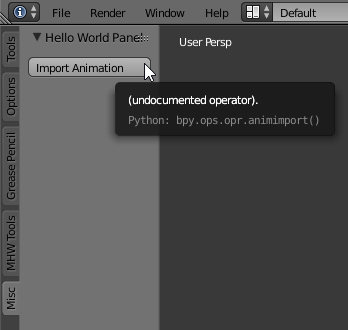 File Render Window Help Default
Hello World Panel
User Persp
Import Animation
(undocumented operator).
Python: bpy.ops.opr.animimport()
Tools
Options
Grease Pencil
MHW Tools
Misc